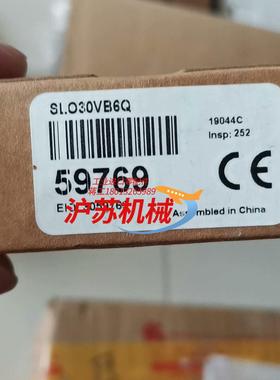 SLO30VB6Q
19044C
Insp: 252
59769
CE
沪苏机械
Assembled in China